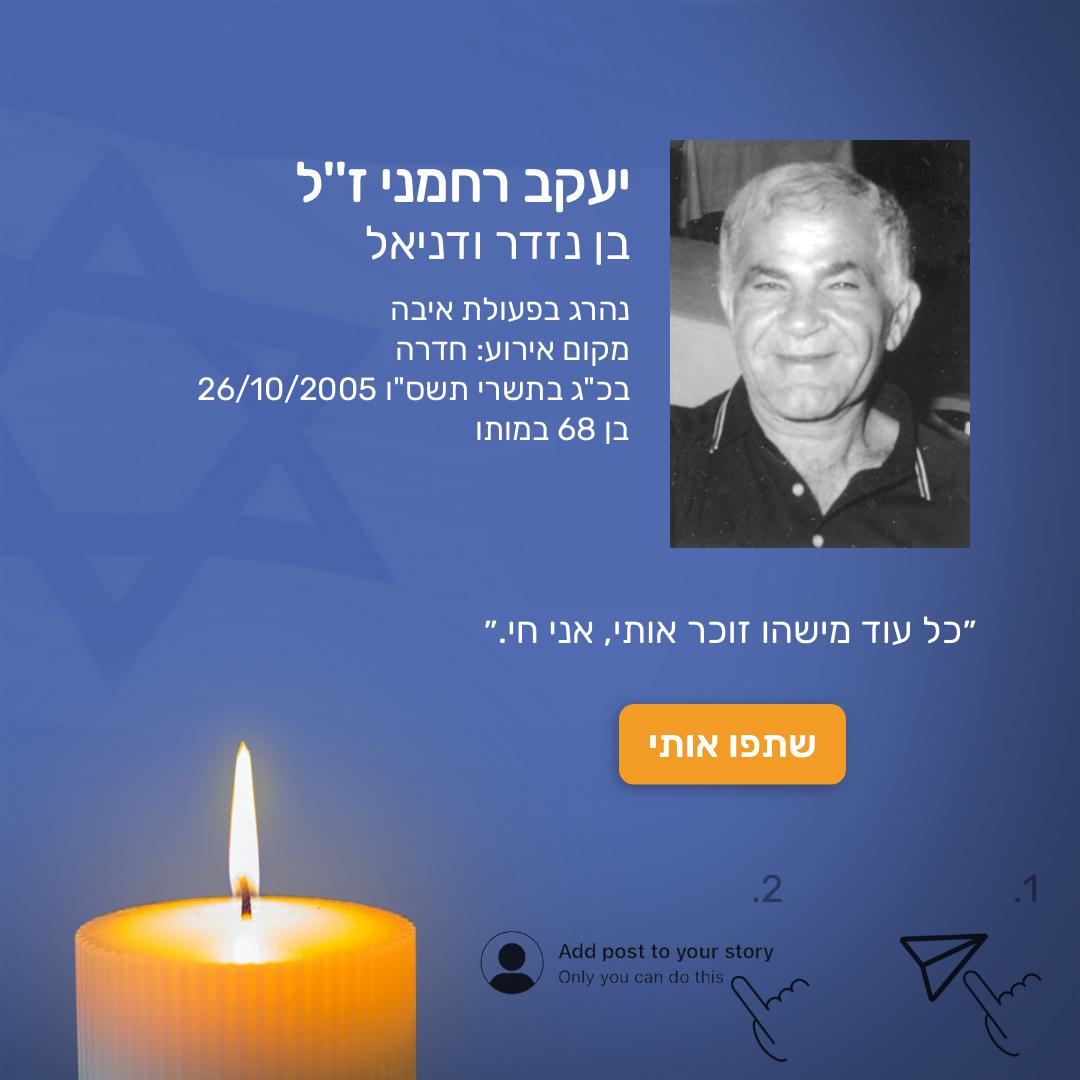 יעקב רחמני ז"ל
בן נזדר ודניאל
נהרג בפעולת איבה
מקום אירוע: חדרה
בכ"ג בתשרי תשס"ו 26/10/2005
בן 68 במותו
״כל עוד מישהו זוכר אותי, אני חי.״
שתפו אותי
.1
.2
Add post to your story
Only you can do this